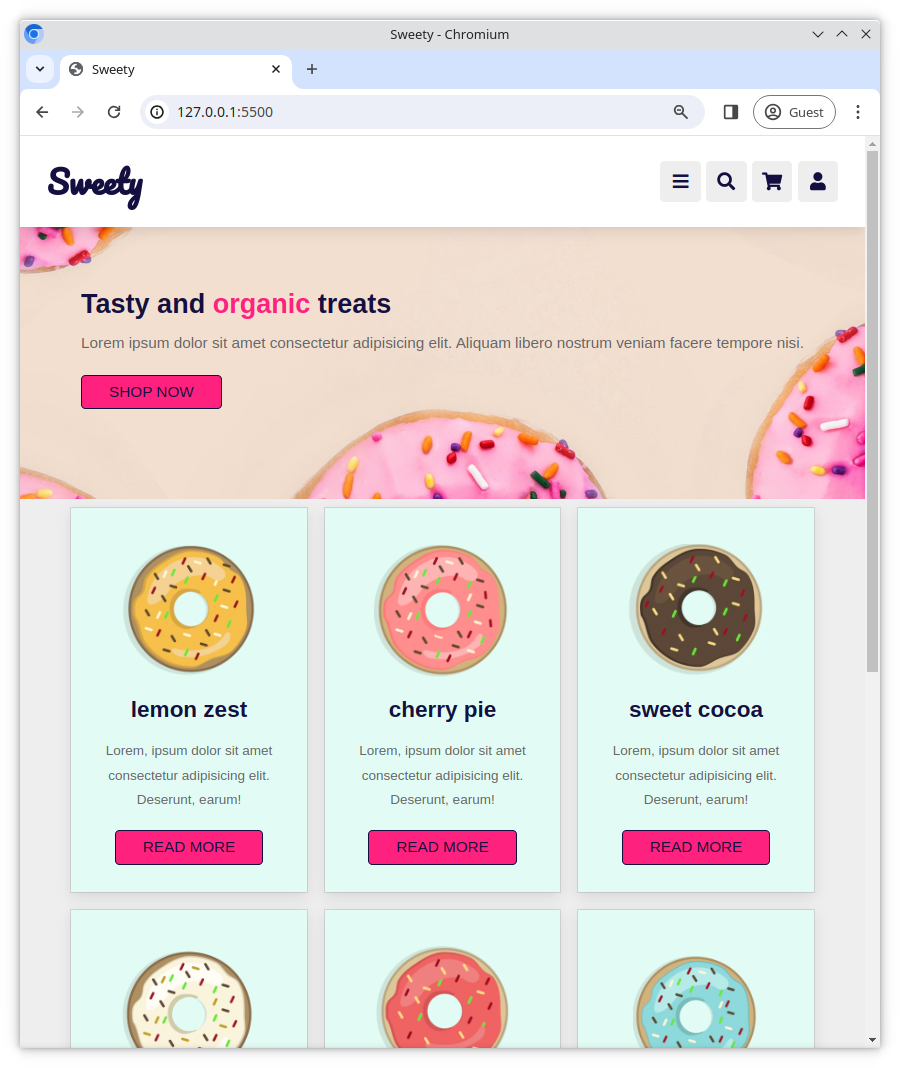 Sweety - Chromium
Sweety
127.0.0.1:5500
Guest
Sweety
Tasty and organic treats
Lorem ipsum dolor sit amet consectetur adipisicing elit. Aliquam libero nostrum veniam facere tempore nisi.
SHOP NOW
lemon zest
Lorem, ipsum dolor sit amet
consectetur adipisicing elit.
Deserunt, earum!
READ MORE
cherry pie
Lorem, ipsum dolor sit amet
consectetur adipisicing elit.
Deserunt, earum!
READ MORE
sweet cocoa
Lorem, ipsum dolor sit amet
consectetur adipisicing elit.
Deserunt, earum!
READ MORE